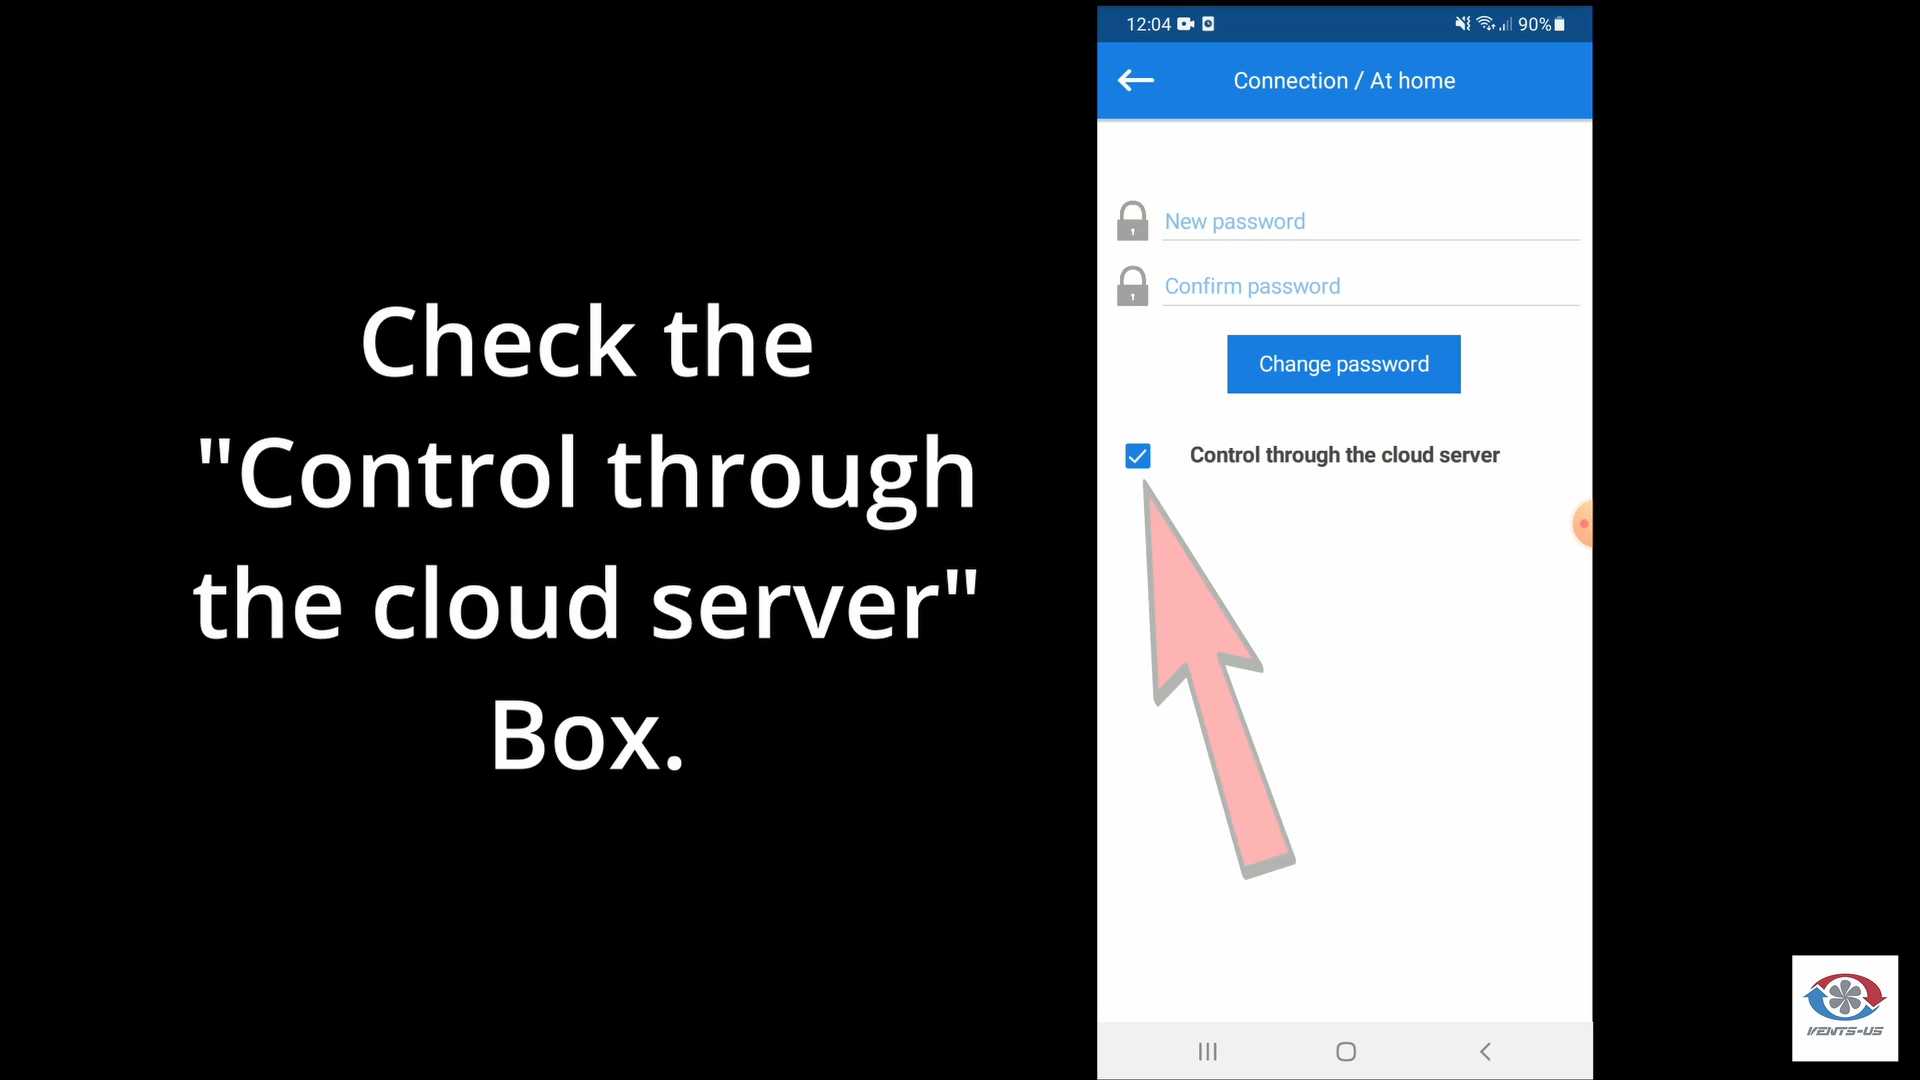 Check the
"Control through
the cloud server"
Box.
12:04
90%
Connection / At home
New password
Confirm password
Change password
Control through the cloud server
VENTS-US